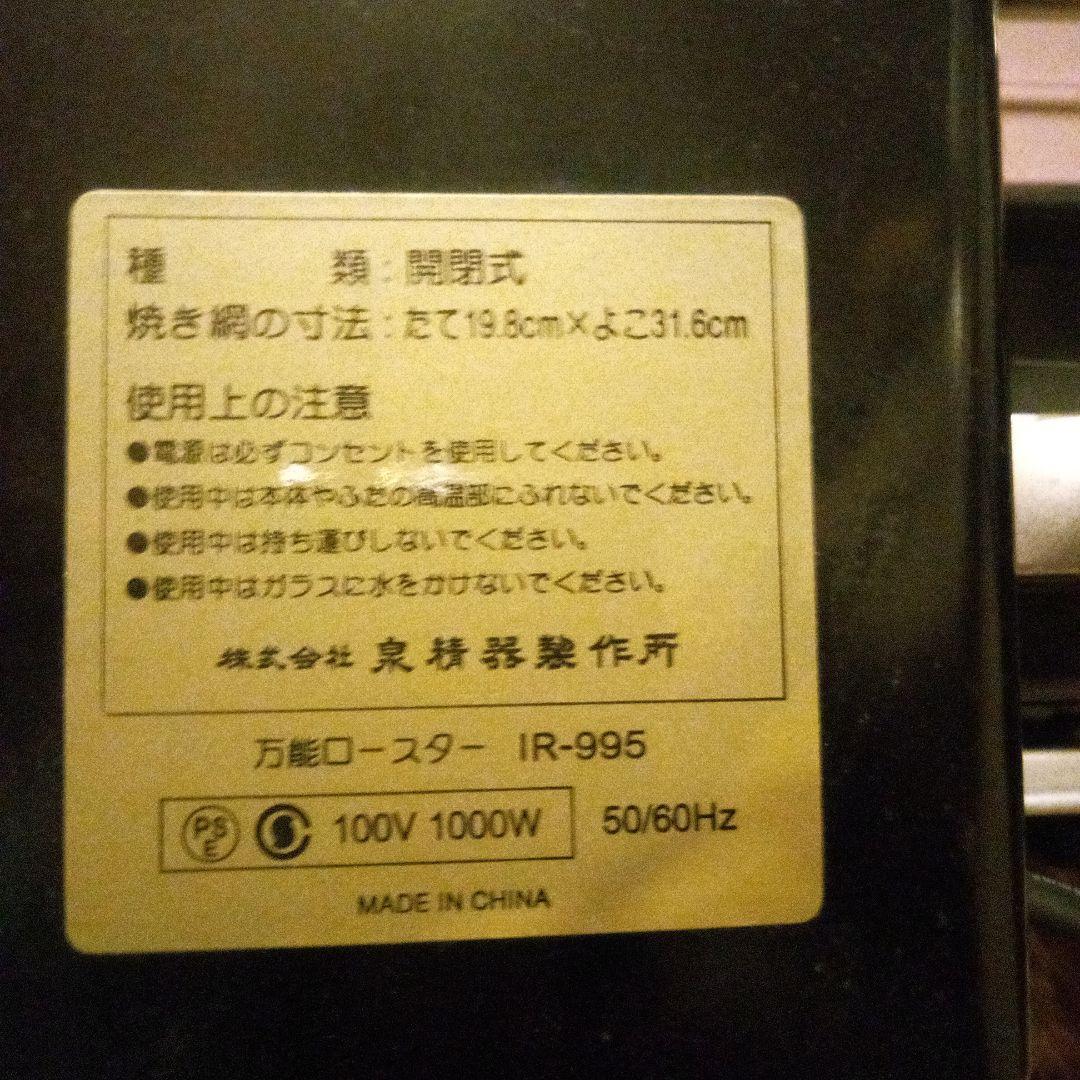 種類:開閉式
焼き網の寸法:たて19.8cm×よこ31.6cm
使用上の注意
●電源は必ずコンセントを使用してください。
●使用中は本体やふたの高温部にふれないでください。
●使用中は持ち運びしないでください。
●使用中はガラスに水をかけないでください。
株式会社 泉精器製作所
万能ロースター IR-995
PSE 100V 1000W 50/60Hz
MADE IN CHINA